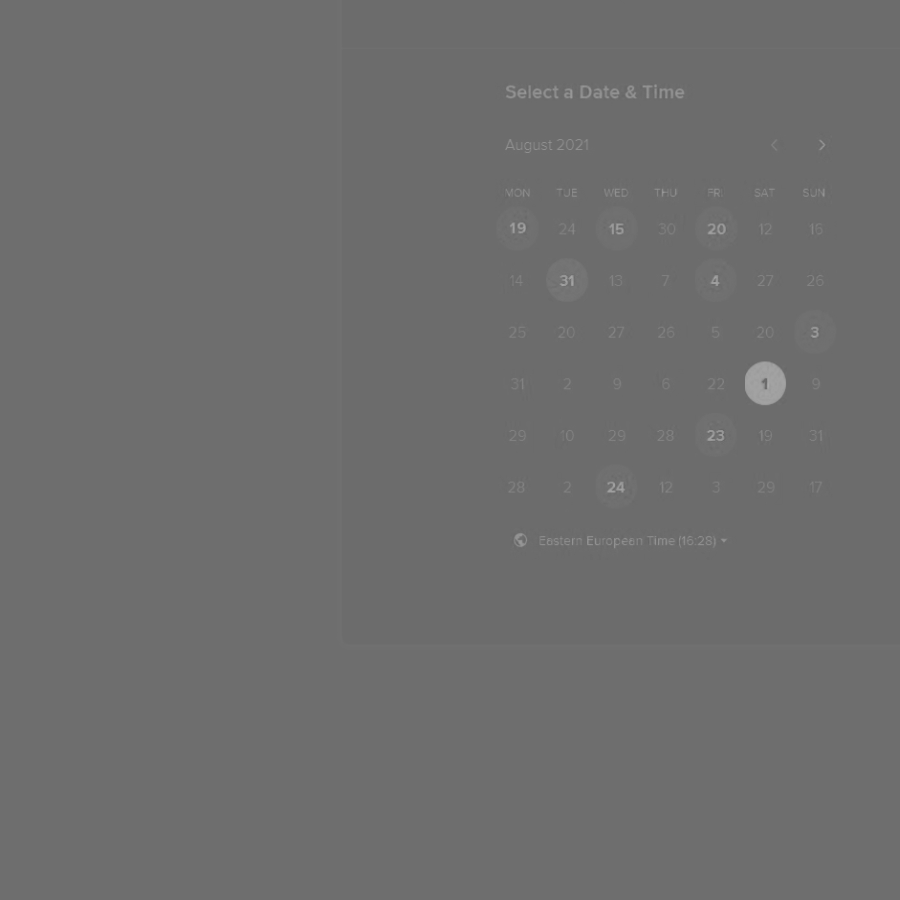 Select a Date & Time
August 2021
MON TUE WED THU FRI SAT SUN
19 24 15 30 20 12 16
14 31 13 7 4 27 26
25 20 27 26 5 20 3
31 2 9 6 22 1 9
29 10 29 28 23 19 31
28 2 24 12 3 29 17
Eastern European Time (16:28)